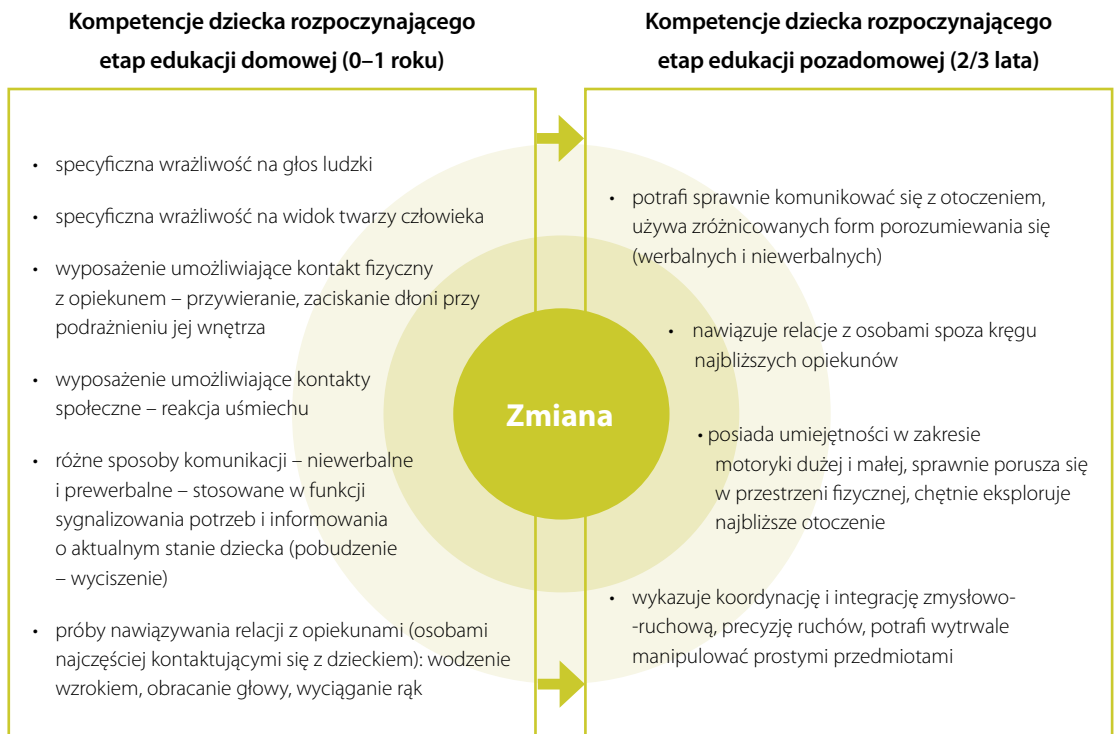 Kompetencje dziecka rozpoczynającego
etap edukacji domowej (0–1 roku)
• specyficzna wrażliwość na głos ludzki
• specyficzna wrażliwość na widok twarzy człowieka
• wyposażenie umożliwiające kontakt fizyczny
z opiekunem – przywieranie, zaciskanie dłoni przy
podrażnieniu jej wnętrza
• wyposażenie umożliwiające kontakty
społeczne – reakcja uśmiechu
• różne sposoby komunikacji – niewerbalne
i prewerbalne – stosowane w funkcji
sygnalizowania potrzeb i informowania
o aktualnym stanie dziecka (pobudzenie
– wyciszenie)
• próby nawiązywania relacji z opiekunami (osobami
najczęściej kontaktującymi się z dzieckiem): wodzenie
wzrokiem, obracanie głowy, wyciąganie rąk
Zmiana
Kompetencje dziecka rozpoczynającego
etap edukacji pozadomowej (2/3 lata)
• potrafi sprawnie komunikować się z otoczeniem,
używa zróżnicowanych form porozumiewania się
(werbalnych i niewerbalnych)
• nawiązuje relacje z osobami spoza kręgu
najbliższych opiekunów
• posiada umiejętności w zakresie
motoryki dużej i małej, sprawnie porusza się
w przestrzeni fizycznej, chętnie eksploruje
najbliższe otoczenie
• wykazuje koordynację i integrację zmysłowo-
-ruchową, precyzję ruchów, potrafi wytrwale
manipulować prostymi przedmiotami